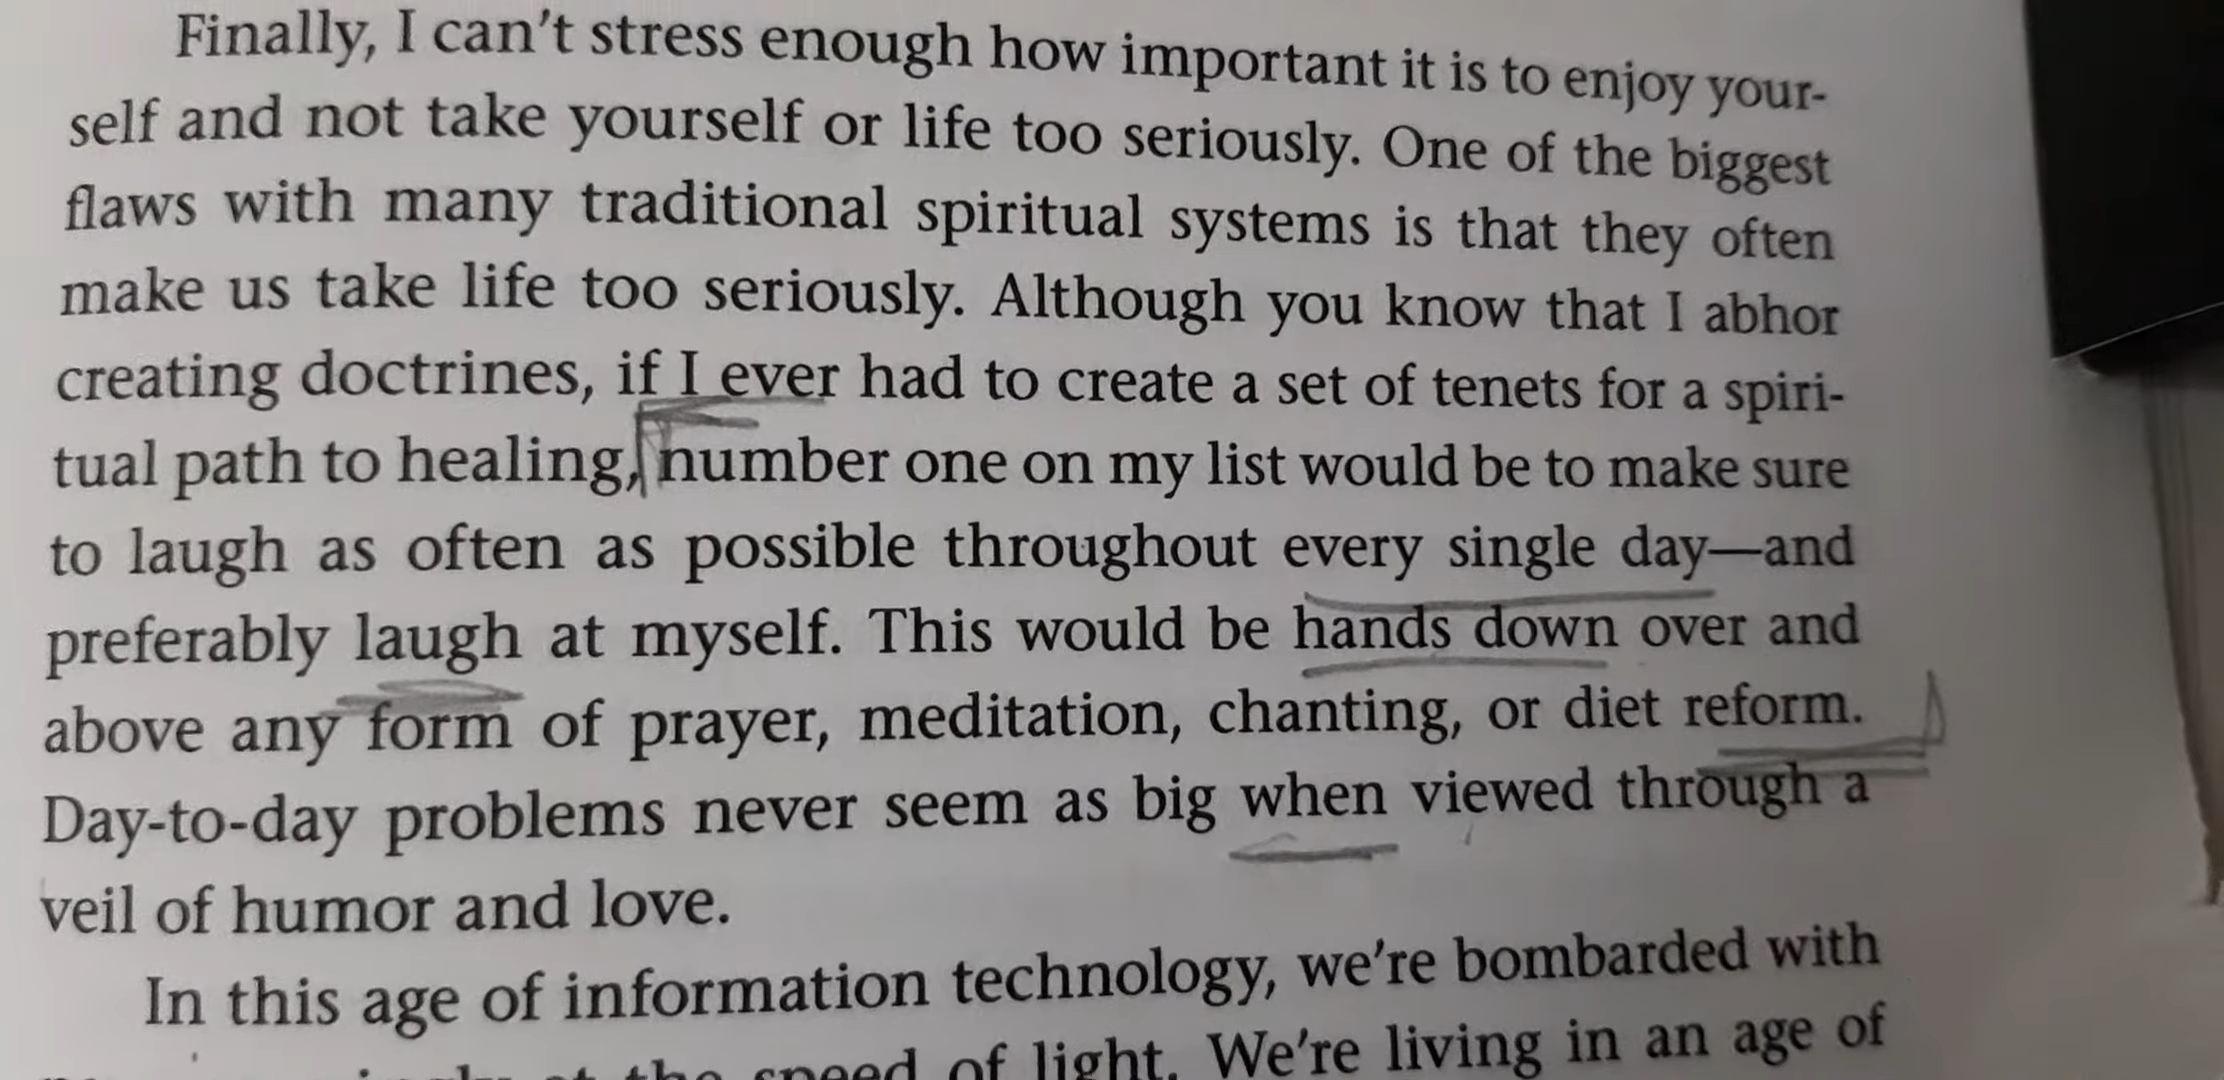 Finally, I can't stress enough how important it is to enjoy your-
self and not take yourself or life too seriously. One of the biggest
flaws with many traditional spiritual systems is that they often
make us take life too seriously. Although you know that I abhor
creating doctrines, if I ever had to create a set of tenets for a spiri-
tual path to healing, number one on my list would be to make sure
to laugh as often as possible throughout every single day—and
preferably laugh at myself. This would be hands down over and
above any form of prayer, meditation, chanting, or diet reform.
Day-to-day problems never seem as big when viewed through a
veil of humor and love.
In this age of information technology, we're bombarded with
at the speed of light. We're living in an age of